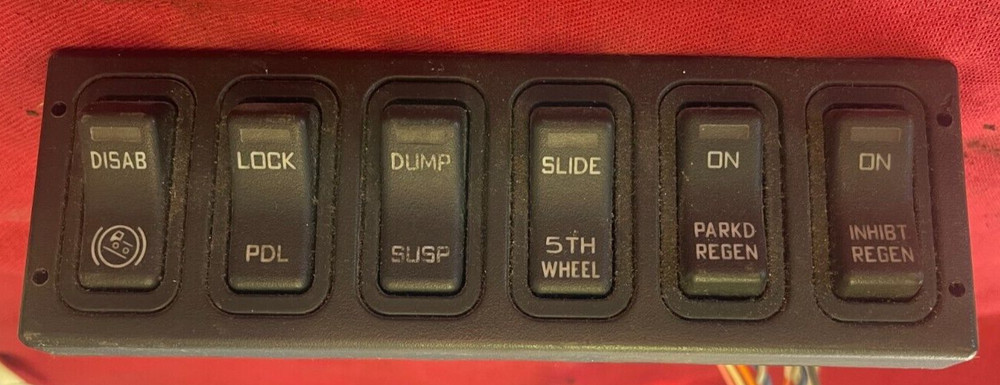 DISAB
LOCK
PDL
DUMP
SUSP
SLIDE
5TH
WHEEL
ON
PARKD
REGEN
ON
INHIBT
REGEN